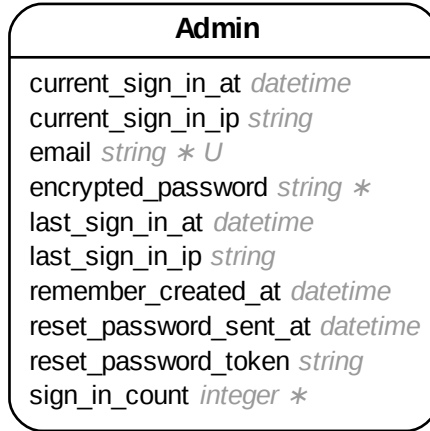 Admin
current_sign_in_at datetime
current_sign_in_ip string
email string ∗ U
encrypted_password string ∗
last_sign_in_at datetime
last_sign_in_ip string
remember_created_at datetime
reset_password_sent_at datetime
reset_password_token string
sign_in_count integer ∗